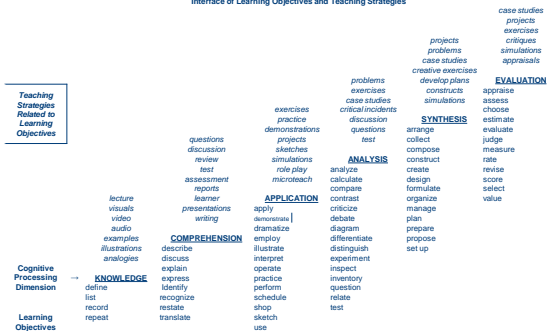 Interface of Learning Objectives and Teaching Strategies
Teaching
Strategies
Related to
Learning
Objectives
Cognitive
Processing
Dimension
→
Learning
Objectives
lecture
visuals
video
audio
examples
illustrations
analogies
KNOWLEDGE
define
list
record
repeat
questions
discussion
review
test
assessment
reports
learner
presentations
writing
COMPREHENSION
describe
discuss
explain
express
Identify
recognize
restate
translate
exercises
practice
demonstrations
projects
sketches
simulations
role play
microteach
APPLICATION
apply
demonstrate
dramatize
employ
illustrate
interpret
operate
practice
perform
schedule
shop
sketch
use
problems
exercises
case studies
critical incidents
discussion
questions
test
ANALYSIS
analyze
calculate
compare
contrast
criticize
debate
diagram
differentiate
distinguish
experiment
inspect
inventory
question
relate
test
projects
problems
case studies
creative exercises
develop plans
constructs
simulations
SYNTHESIS
arrange
collect
compose
construct
create
design
formulate
organize
manage
plan
prepare
propose
set up
case studies
projects
exercises
critiques
simulations
appraisals
EVALUATION
appraise
assess
choose
estimate
evaluate
judge
measure
rate
revise
score
select
value